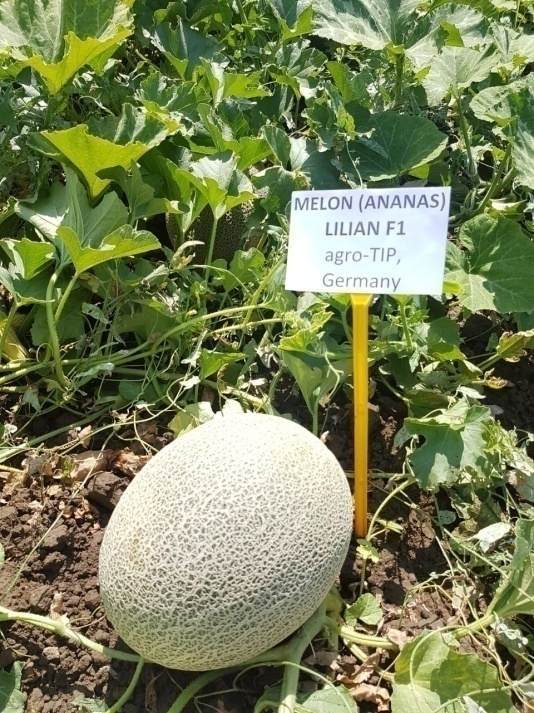 MELON (ANANAS)
LILIAN F1
agro-TIP,
Germany